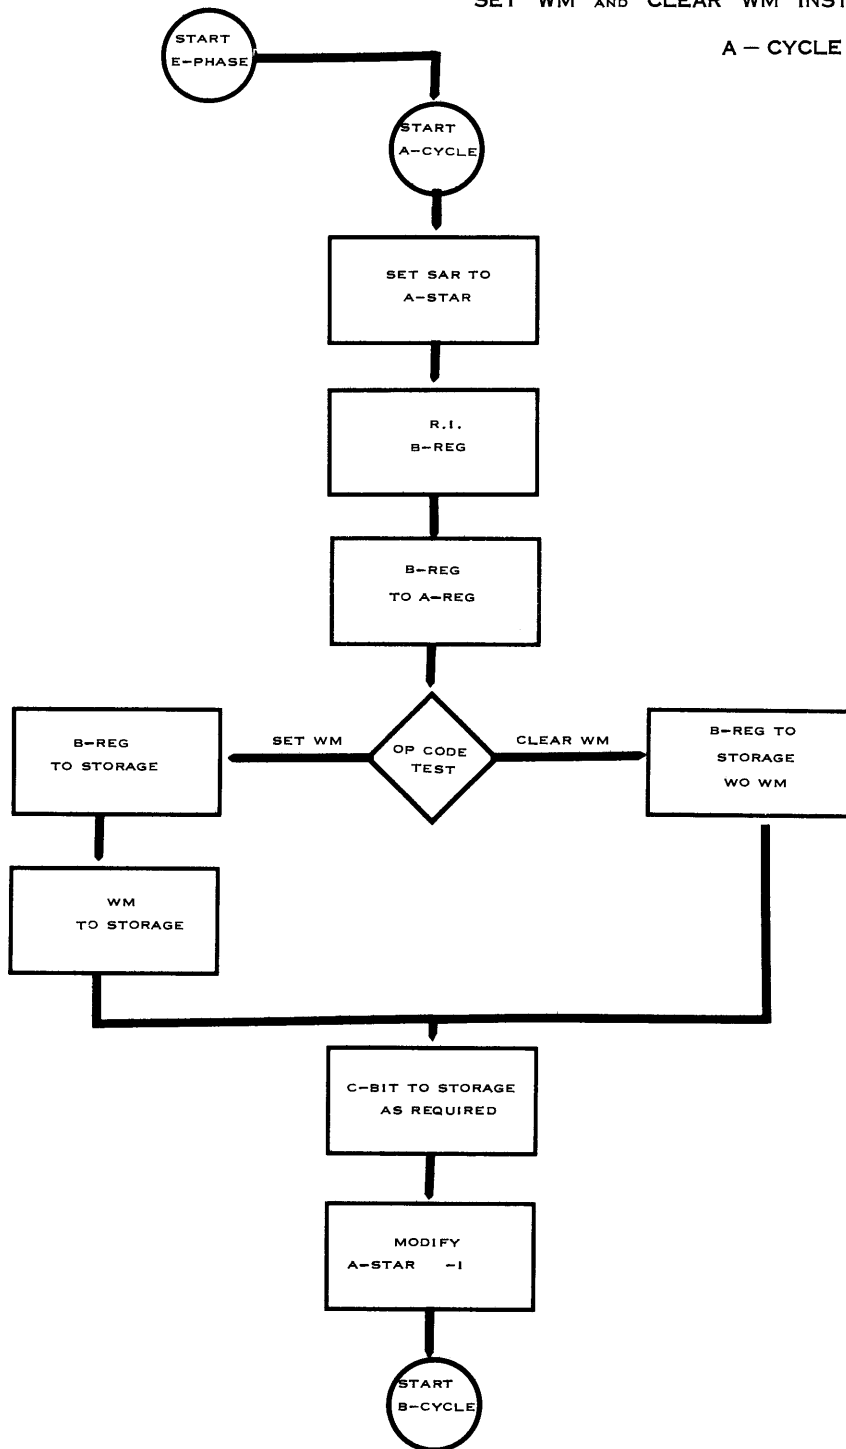 SET WM AND CLEAR WM INST
A — CYCLE
START
E-PHASE
START
A-CYCLE
SET SAR TO
A-STAR
R.I.
B-REG
B-REG
TO A-REG
OP CODE
TEST
SET WM
CLEAR WM
B-REG
TO STORAGE
B-REG TO
STORAGE
WO WM
WM
TO STORAGE
C-BIT TO STORAGE
AS REQUIRED
MODIFY
A-STAR -1
START
B-CYCLE